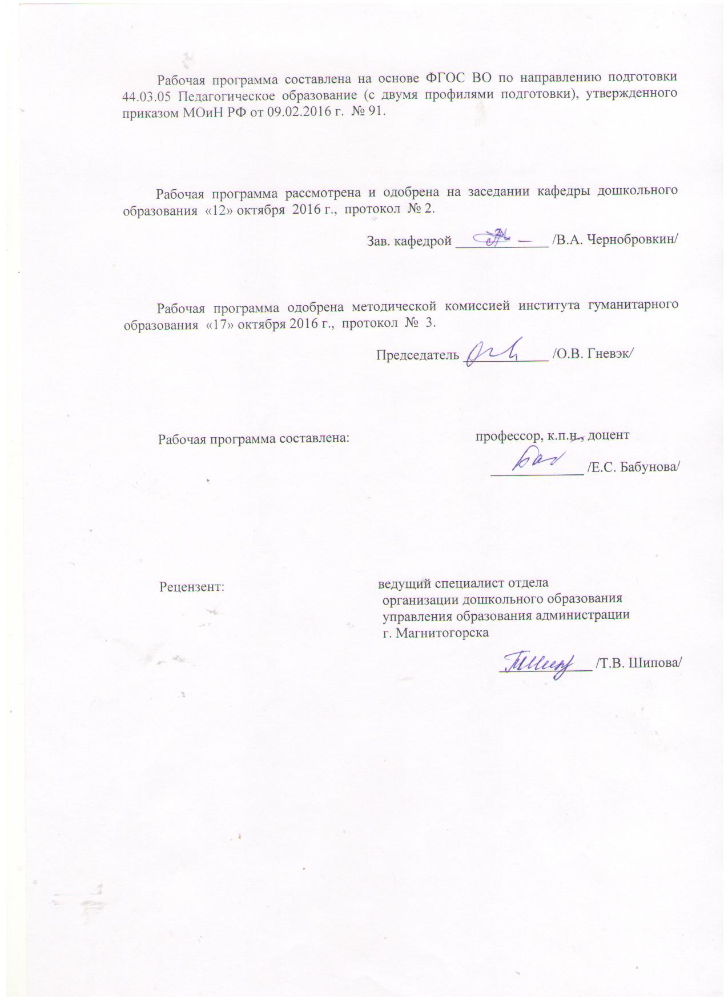 Рабочая программа составлена на основе ФГОС ВО по направлению подготовки
44.03.05 Педагогическое образование (с двумя профилями подготовки), утвержденного
приказом МОиН РФ от 09.02.2016 г. № 91.
Рабочая программа рассмотрена и одобрена на заседании кафедры дошкольного
образования «12» октября 2016 г., протокол № 2.
Зав. кафедрой _____________ /В.А. Чернобровкин/
Рабочая программа одобрена методической комиссией института гуманитарного
образования «17» октября 2016 г., протокол № 3.
Председатель ____________ /О.В. Гневэк/
Рабочая программа составлена: профессор, к.п.н., доцент
_____________ /Е.С. Бабунова/
Рецензент: ведущий специалист отдела
организации дошкольного образования
управления образования администрации
г. Магнитогорска
_____________ /Т.В. Шипова/